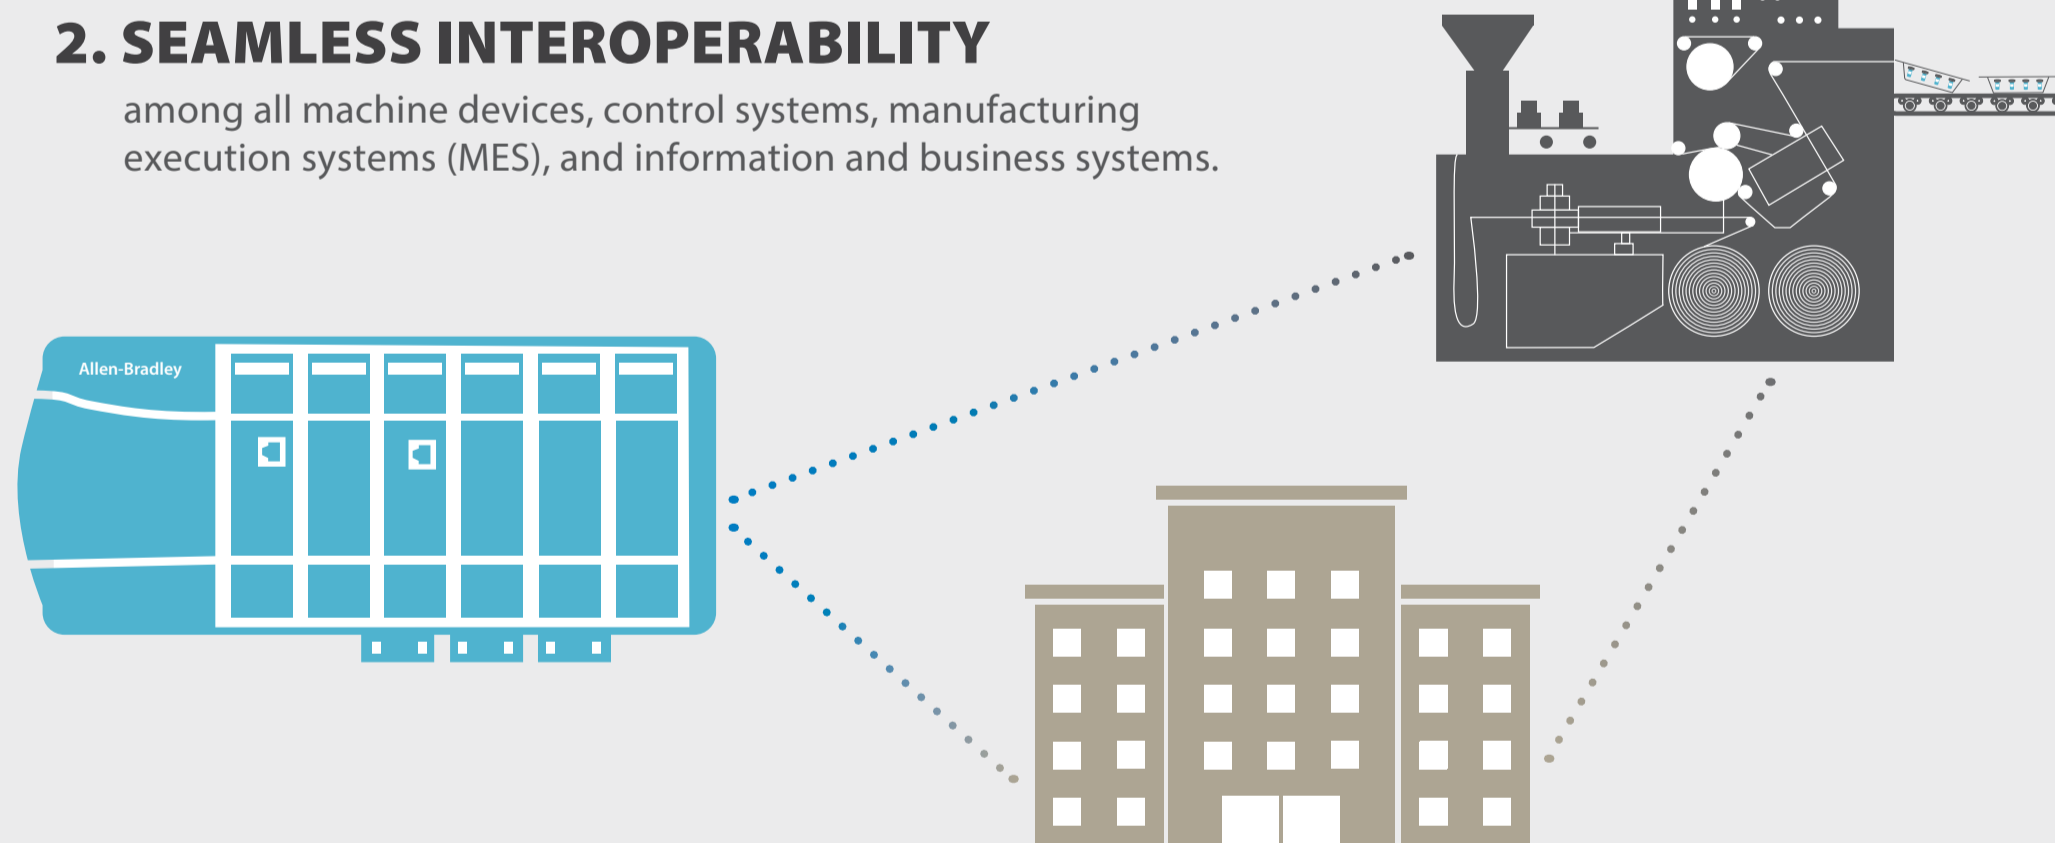 2. SEAMLESS INTEROPERABILITY
among all machine devices, control systems, manufacturing
execution systems (MES), and information and business systems.
Allen-Bradley